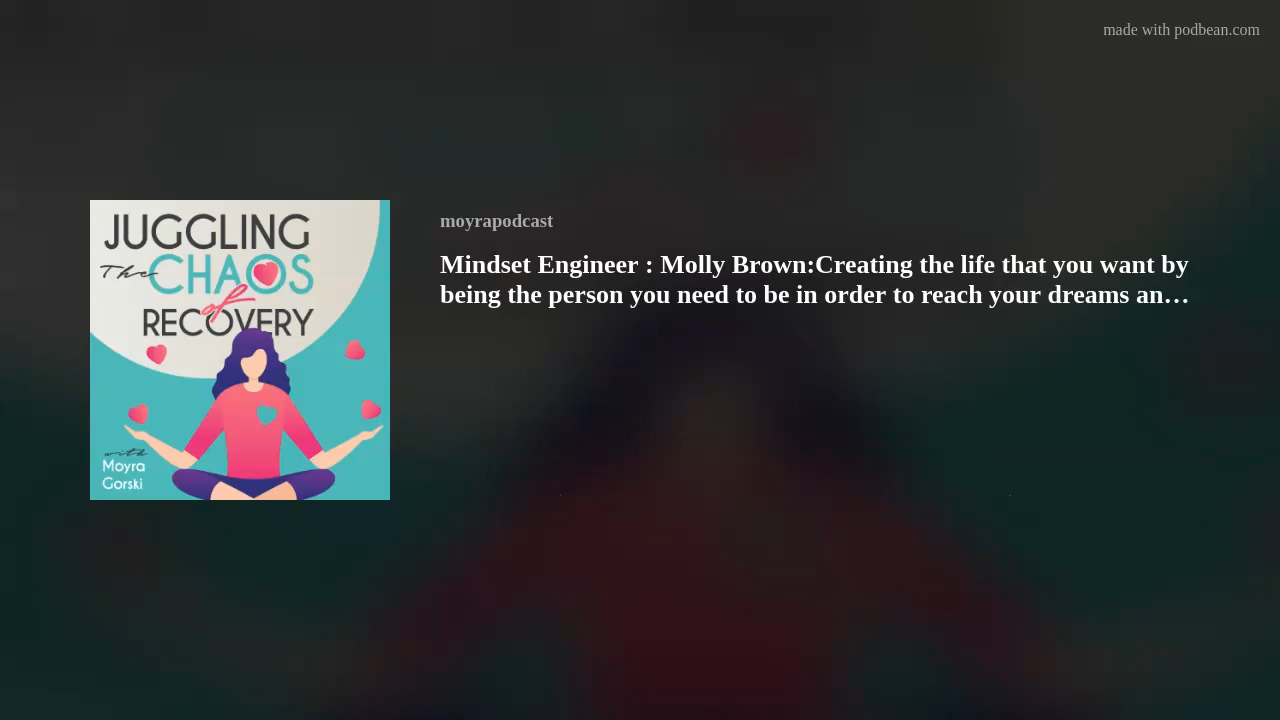 made with podbean.com
JUGGLING
The CHAOS
of
RECOVERY
with
Moyra
Gorski
moyrapodcast
Mindset Engineer : Molly Brown:Creating the life that you want by
being the person you need to be in order to reach your dreams an…